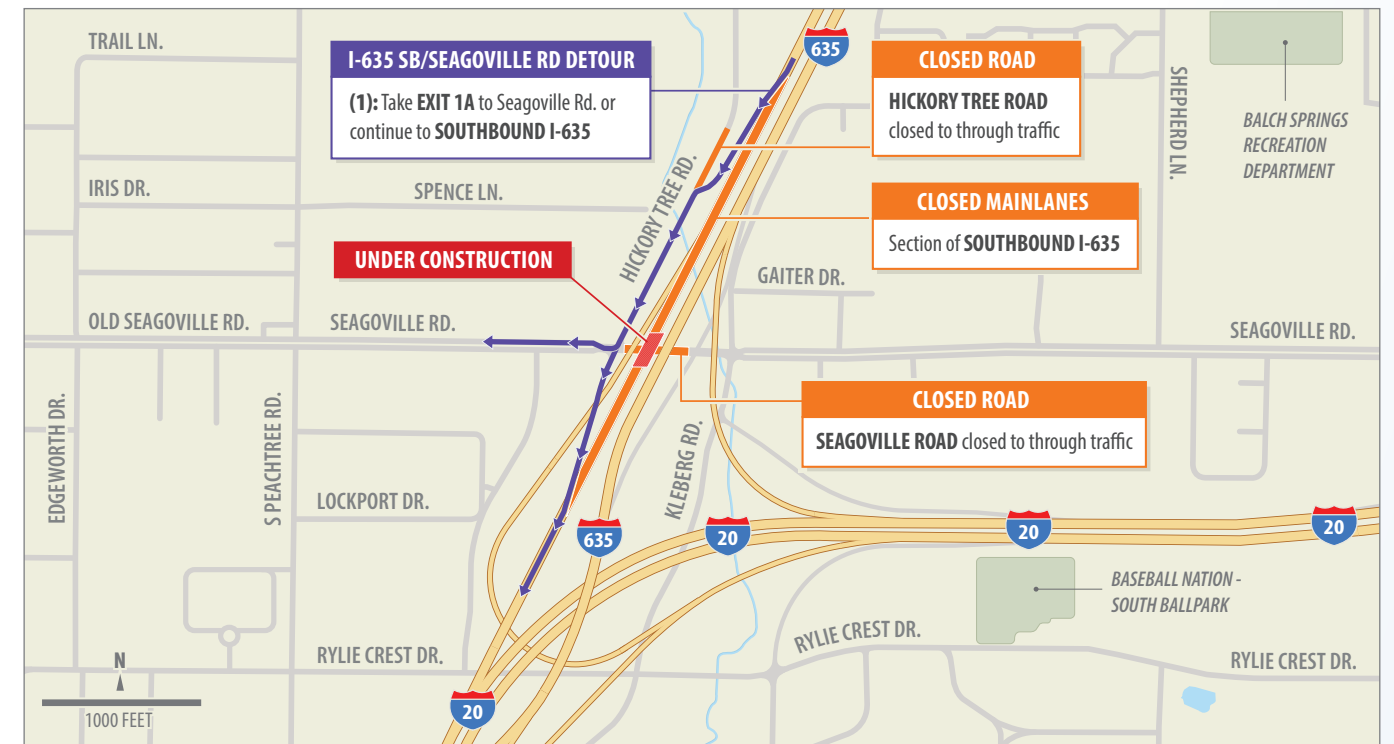 TRAIL LN.
I-635 SB/SEAGOVILLE RD DETOUR
(1): Take EXIT 1A to Seagoville Rd. or
continue to SOUTHBOUND I-635
635
CLOSED ROAD
HICKORY TREE ROAD
closed to through traffic
SHEPHERD LN.
BALCH SPRINGS
RECREATION
DEPARTMENT
IRIS DR.
SPENCE LN.
HICKORY TREE RD.
CLOSED MAINLANES
Section of SOUTHBOUND I-635
UNDER CONSTRUCTION
GAITER DR.
OLD SEAGOVILLE RD.
SEAGOVILLE RD.
SEAGOVILLE RD.
CLOSED ROAD
SEAGOVILLE ROAD closed to through traffic
EDGEWORTH DR.
S PEACHTREE RD.
LOCKPORT DR.
KLEBERG RD.
635
20
20
20
BASEBALL NATION -
SOUTH BALLPARK
RYLIE CREST DR.
RYLIE CREST DR.
RYLIE CREST DR.
N
1000 FEET
20